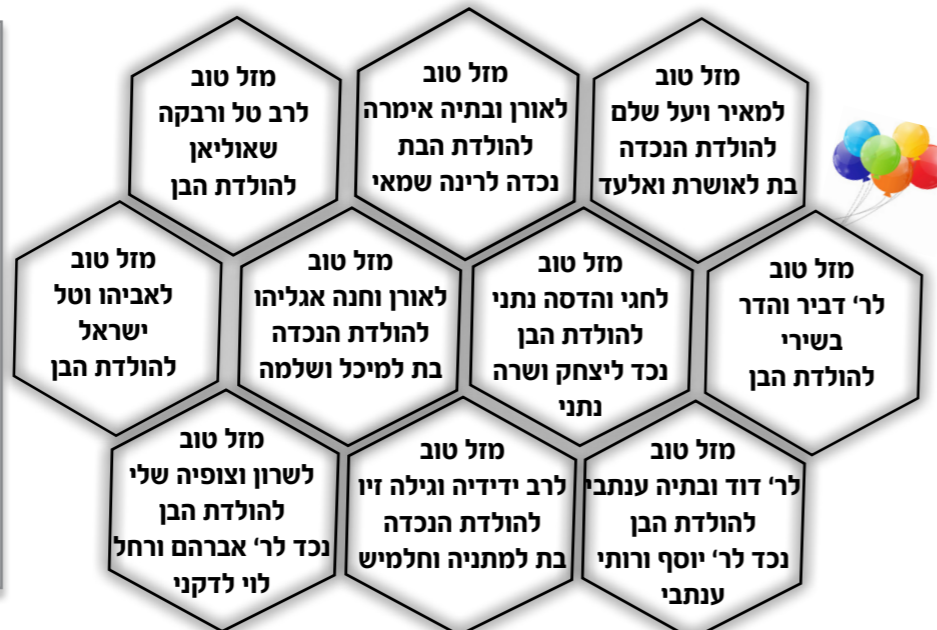 מזל טוב
למאיר ויעל שלם
להולדת הנכדה
בת לאושרת ואלעד
מזל טוב
לאורן ובתיה אימרה
להולדת הבת
נכדה לרינה שמאי
מזל טוב
לרב טל ורבקה
שאוליאן
להולדת הבן
מזל טוב
לר' דביר והדר
בשירי
להולדת הבן
מזל טוב
לחגי והדסה נתני
להולדת הבן
נכד ליצחק ושרה
נתני
מזל טוב
לאורן וחנה אגליהו
להולדת הנכדה
בת למיכל ושלמה
מזל טוב
לאביהו וטל
ישראל
להולדת הבן
מזל טוב
לר' דוד ובתיה ענתבי
להולדת הבן
נכד לר' יוסף ורותי
ענתבי
מזל טוב
לרב ידידיה וגילה זיו
להולדת הנכדה
בת למתניה וחלמיש
מזל טוב
לשרון וצופיה שלי
להולדת הבן
נכד לר' אברהם ורחל
לוי לדקני